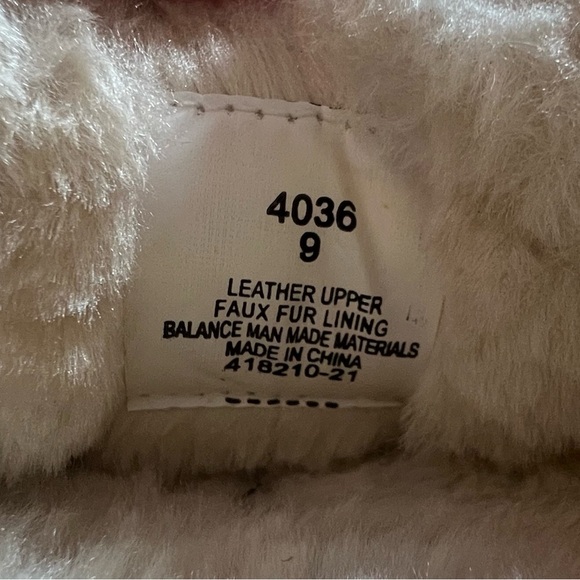 4036
9
LEATHER UPPER
FAUX FUR LINING
BALANCE MAN MADE MATERIALS
MADE IN CHINA
418210-21